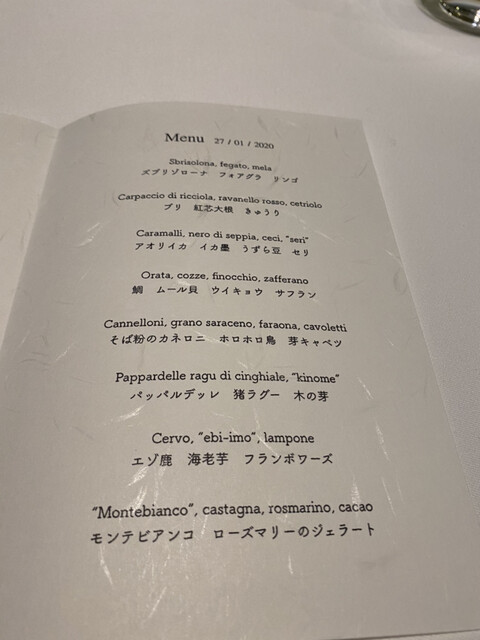 Menu 27 / 01 / 2020
Sbrisolona, fegato, mela
ズブリゾローナ フォアグラ リンゴ
Carpaccio di ricciola, ravanello rosso, cetriolo
ブリ 紅芯大根 きゅうり
Caramalli, nero di seppia, ceci, "seri"
アオリイカ イカ墨 うずら豆 セリ
Orata, cozze, finocchio, zafferano
鯛 ムール貝 ウイキョウ サフラン
Cannelloni, grano saraceno, faraona, cavoletti
そば粉のカネロニ ホロホロ鳥 芽キャベツ
Pappardelle ragu di cinghiale, "kinome"
パッパルデッレ 猪ラグー 木の芽
Cervo, "ebi-imo", lampone
エゾ鹿 海老芋 フランボワーズ
"Montebianco", castagna, rosmarino, cacao
モンテビアンコ ローズマリーのジェラート